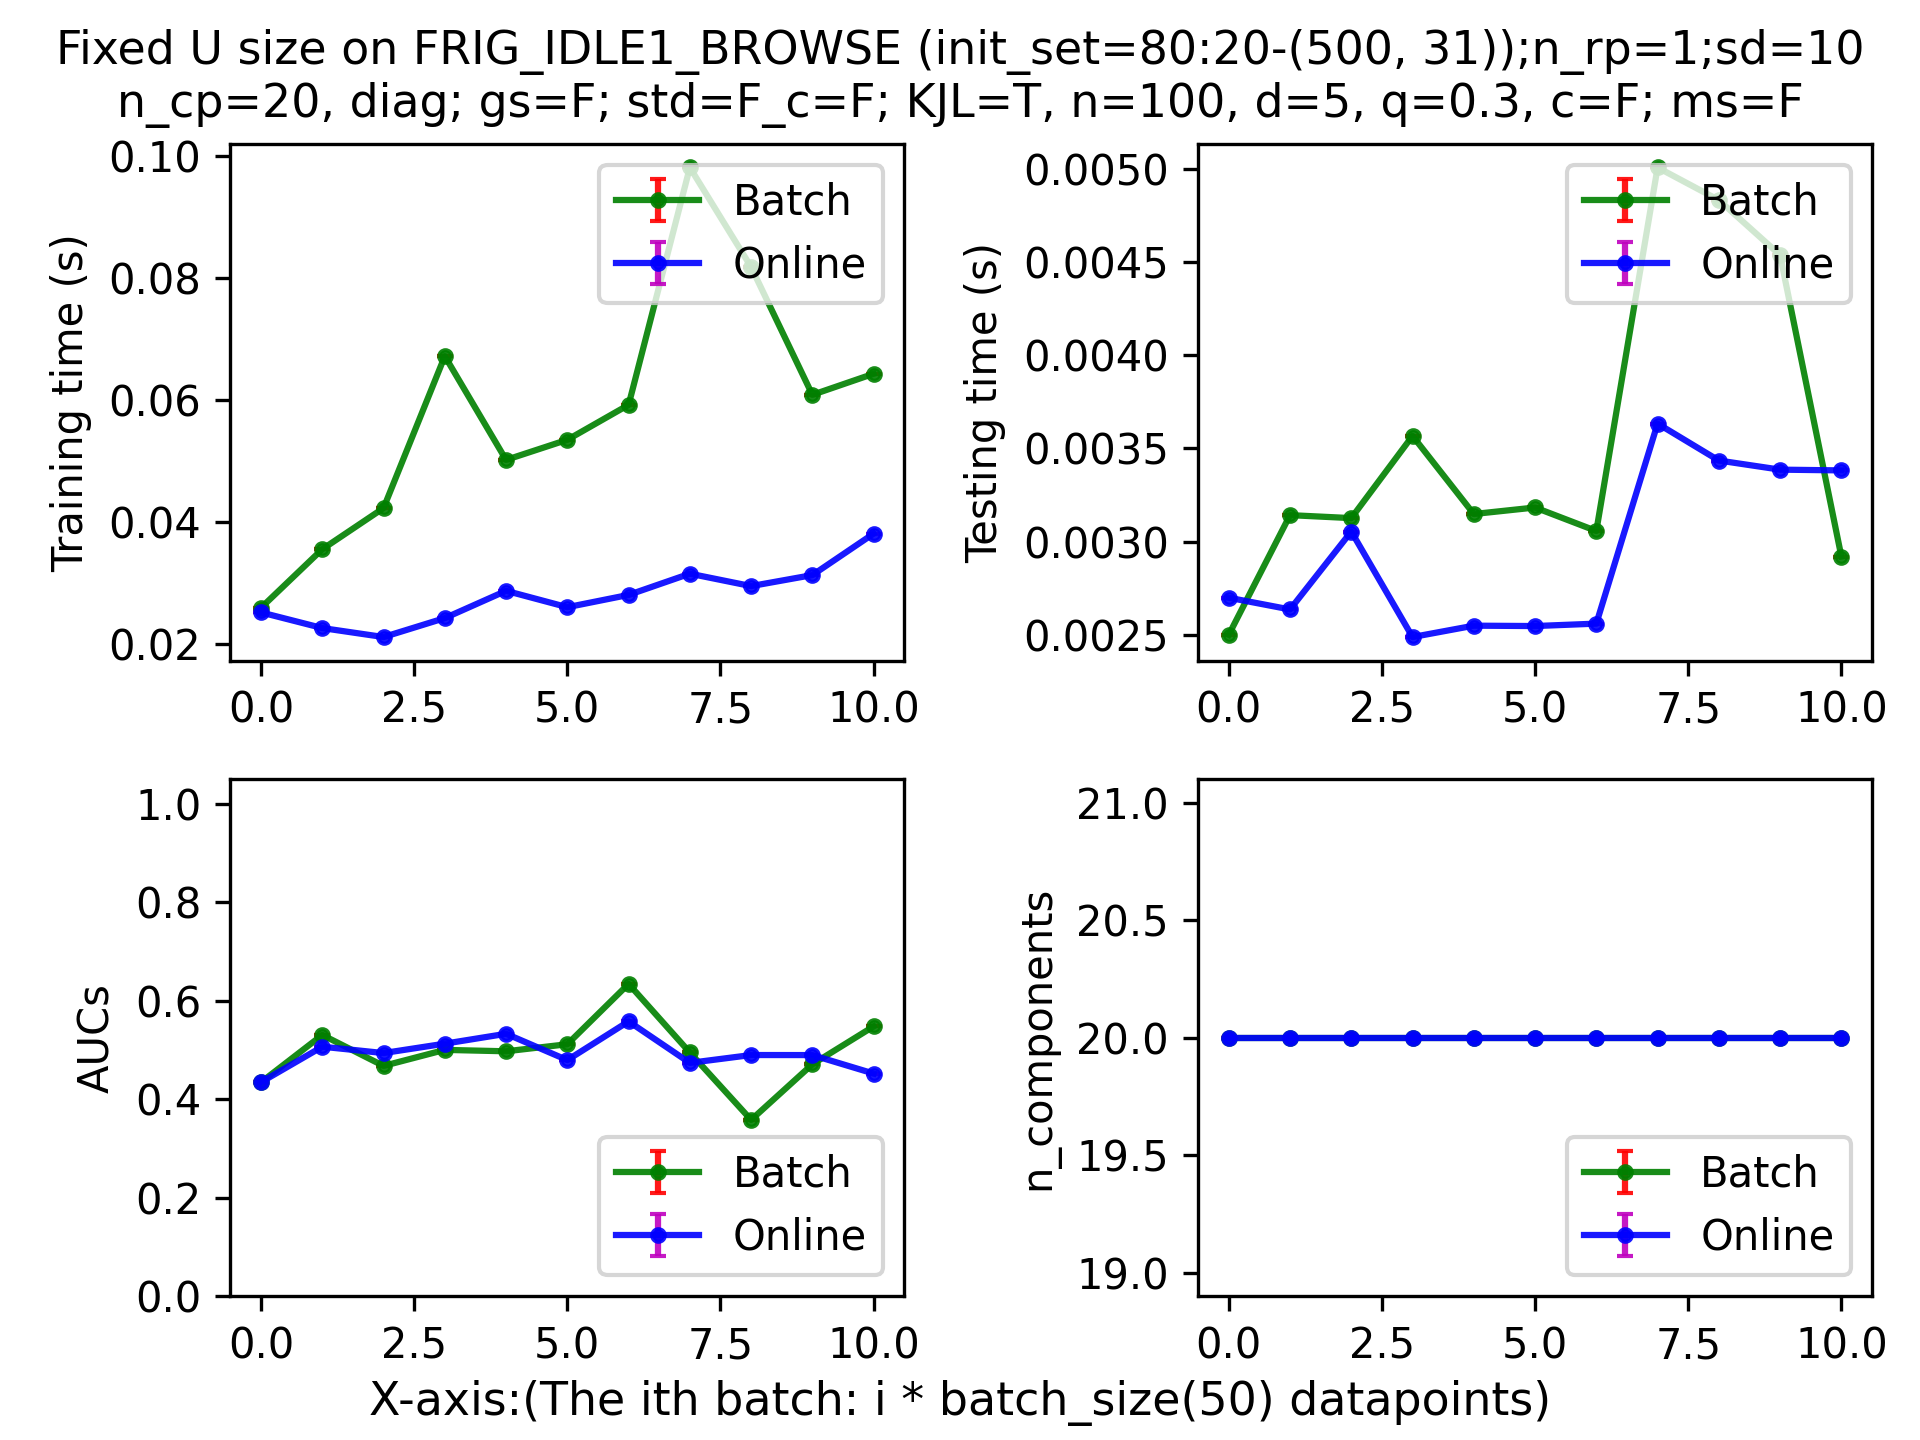 Fixed U size on FRIG_IDLE1_BROWSE (init_set=80:20-(500, 31));n_rp=1;sd=10
n_cp=20, diag; gs=F; std=F_c=F; KJL=T, n=100, d=5, q=0.3, c=F; ms=F
Training time (s)
0.10
0.08
0.06
0.04
0.02
0.0 2.5 5.0 7.5 10.0
Batch
Online
Testing time (s)
0.0050
0.0045
0.0040
0.0035
0.0030
0.0025
0.0 2.5 5.0 7.5 10.0
Batch
Online
AUCs
1.0
0.8
0.6
0.4
0.2
0.0
0.0 2.5 5.0 7.5 10.0
Batch
Online
n_components
21.0
20.5
20.0
19.5
19.0
0.0 2.5 5.0 7.5 10.0
Batch
Online
X-axis:(The ith batch: i * batch_size(50) datapoints)